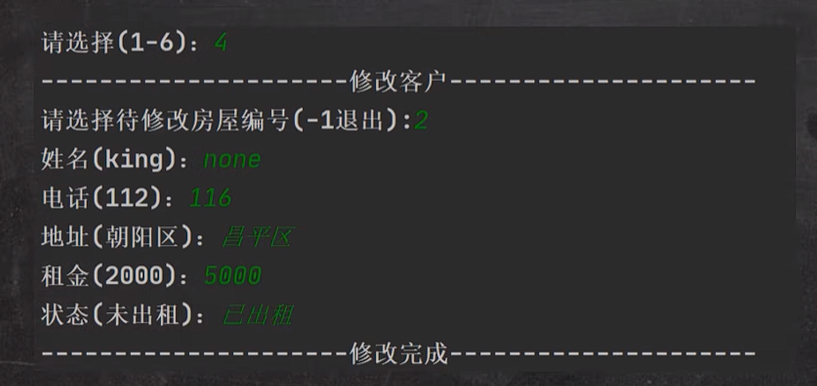 请选择(1-6)：4
---------------------修改客户---------------------
请选择待修改房屋编号(-1退出):2
姓名(king)：none
电话(112)：116
地址(朝阳区)：昌平区
租金(2000)：5000
状态(未出租)：已出租
---------------------修改完成---------------------